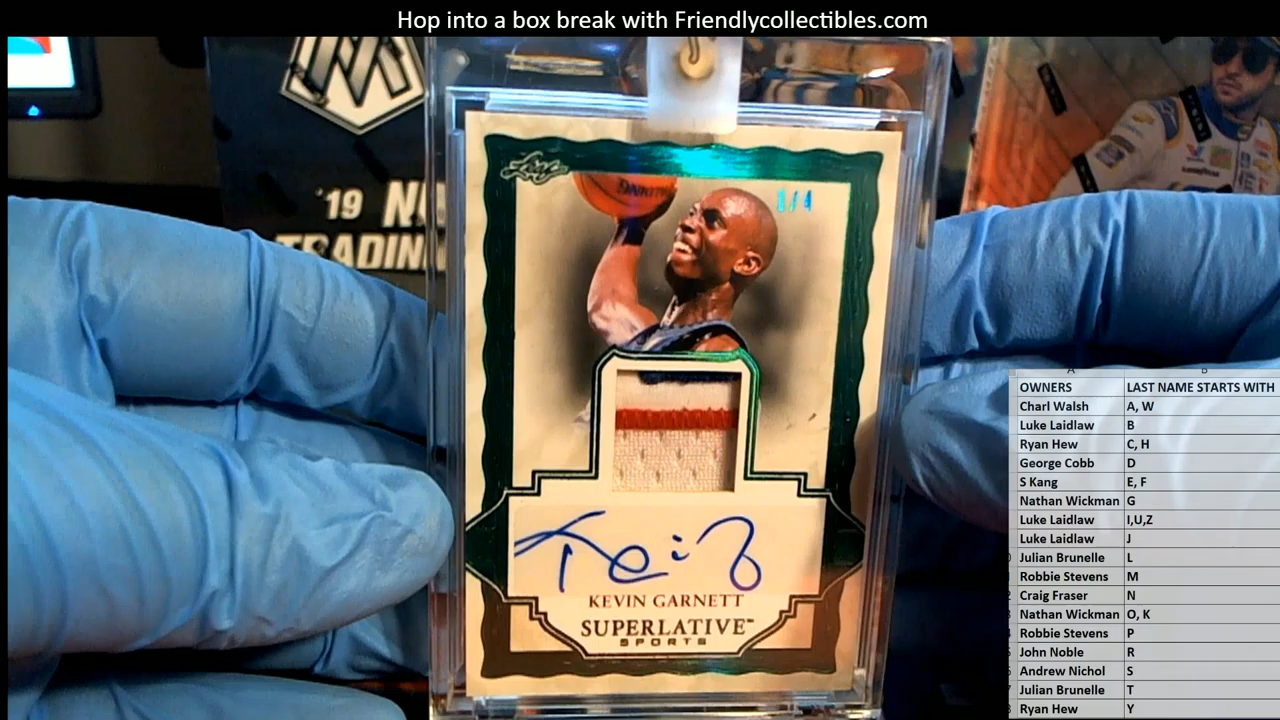 Hop into a box break with Friendlycollectibles.com
'19
TRADIN
Leaf
1/4
KEVIN GARNETT
SUPERLATIVE™
SPORTS
A
B
OWNERS LAST NAME STARTS WITH
Charl Walsh A, W
Luke Laidlaw B
Ryan Hew C, H
George Cobb D
S Kang E, F
Nathan Wickman G
Luke Laidlaw I,U,Z
Luke Laidlaw J
Julian Brunelle L
Robbie Stevens M
Craig Fraser N
Nathan Wickman O, K
Robbie Stevens P
John Noble R
Andrew Nichol S
Julian Brunelle T
Ryan Hew Y